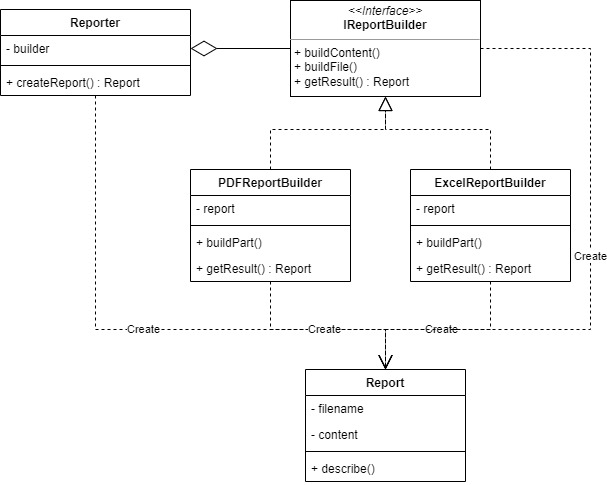 Reporter
- builder
+ createReport() : Report
<<Interface>>
IReportBuilder
+ buildContent()
+ buildFile()
+ getResult() : Report
PDFReportBuilder
- report
+ buildPart()
+ getResult() : Report
ExcelReportBuilder
- report
+ buildPart()
+ getResult() : Report
Create
Create
Create
Create
Report
- filename
- content
+ describe()